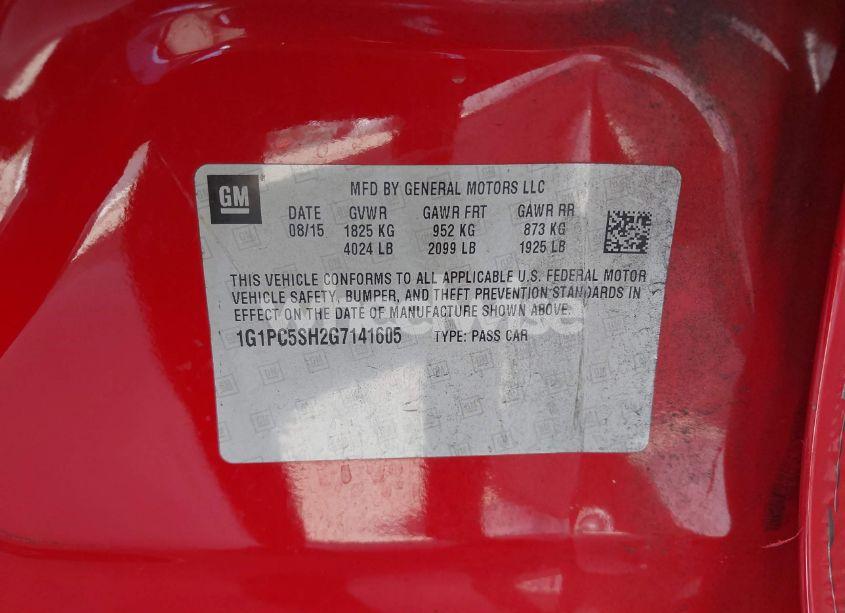 GM
MFD BY GENERAL MOTORS LLC
DATE GVWR GAWR FRT GAWR RR
08/15 1825 KG 952 KG 873 KG
4024 LB 2099 LB 1925 LB
THIS VEHICLE CONFORMS TO ALL APPLICABLE U.S. FEDERAL MOTOR
VEHICLE SAFETY, BUMPER, AND THEFT PREVENTION STANDARDS IN
EFFECT ON THE DATE OF MANUFACTURE SHOWN ABOVE.
1G1PC5SH2G7141605 TYPE: PASS CAR